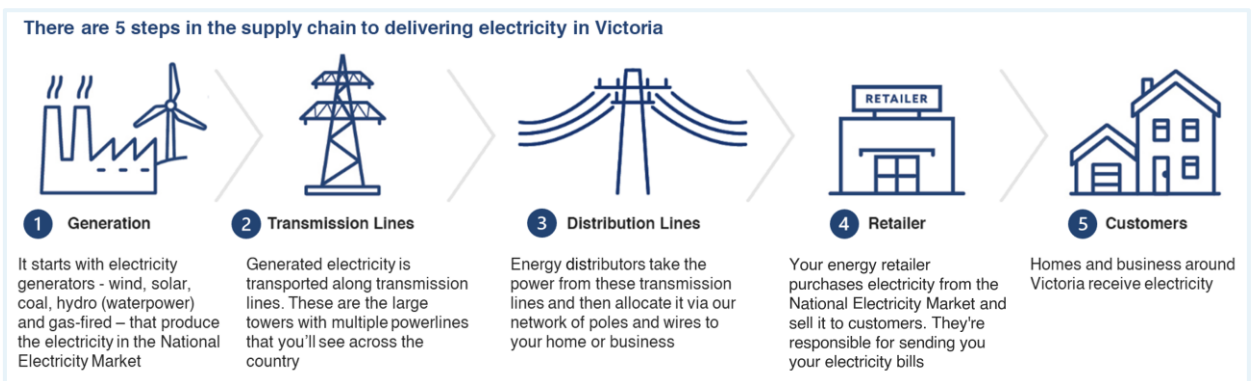 There are 5 steps in the supply chain to delivering electricity in Victoria
RETAILER
1 Generation
It starts with electricity
generators - wind, solar,
coal, hydro (waterpower)
and gas-fired – that produce
the electricity in the National
Electricity Market
2 Transmission Lines
Generated electricity is
transported along transmission
lines. These are the large
towers with multiple powerlines
that you'll see across the
country
3 Distribution Lines
Energy distributors take the
power from these transmission
lines and then allocate it via our
network of poles and wires to
your home or business
4 Retailer
Your energy retailer
purchases electricity from the
National Electricity Market and
sell it to customers. They're
responsible for sending you
your electricity bills
5 Customers
Homes and business around
Victoria receive electricity